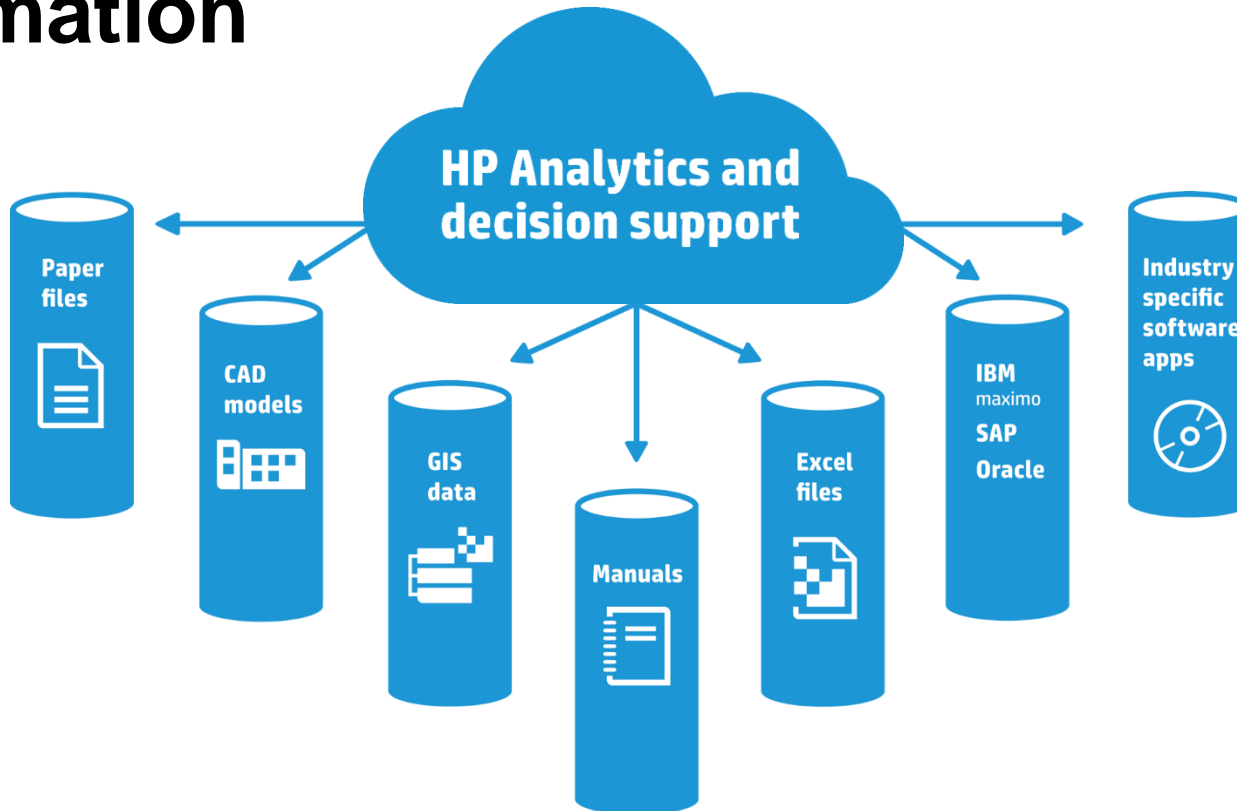 mation
HP Analytics and
decision support
Paper
files
CAD
models
GIS
data
Manuals
Excel
files
IBM
maximo
SAP
Oracle
Industry
specific
software
apps